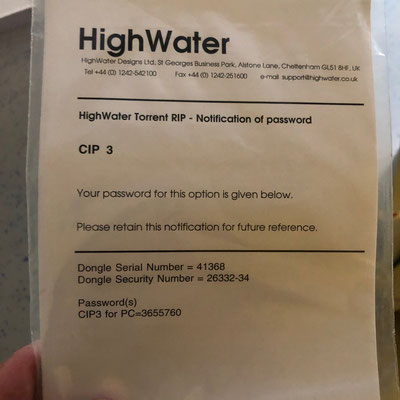 HighWater
HighWater Designs Ltd, St Georges Business Park, Alstone Lane, Cheltenham GL51 8HF, UK
Tel +44 (0) 1242-542100 Fax +44 (0) 1242-251600 e-mail support@highwater.co.uk
HighWater Torrent RIP - Notification of password
CIP 3
Your password for this option is given below.
Please retain this notification for future reference.
Dongle Serial Number = 41368
Dongle Security Number = 26332-34
Password(s)
CIP3 for PC=3655760